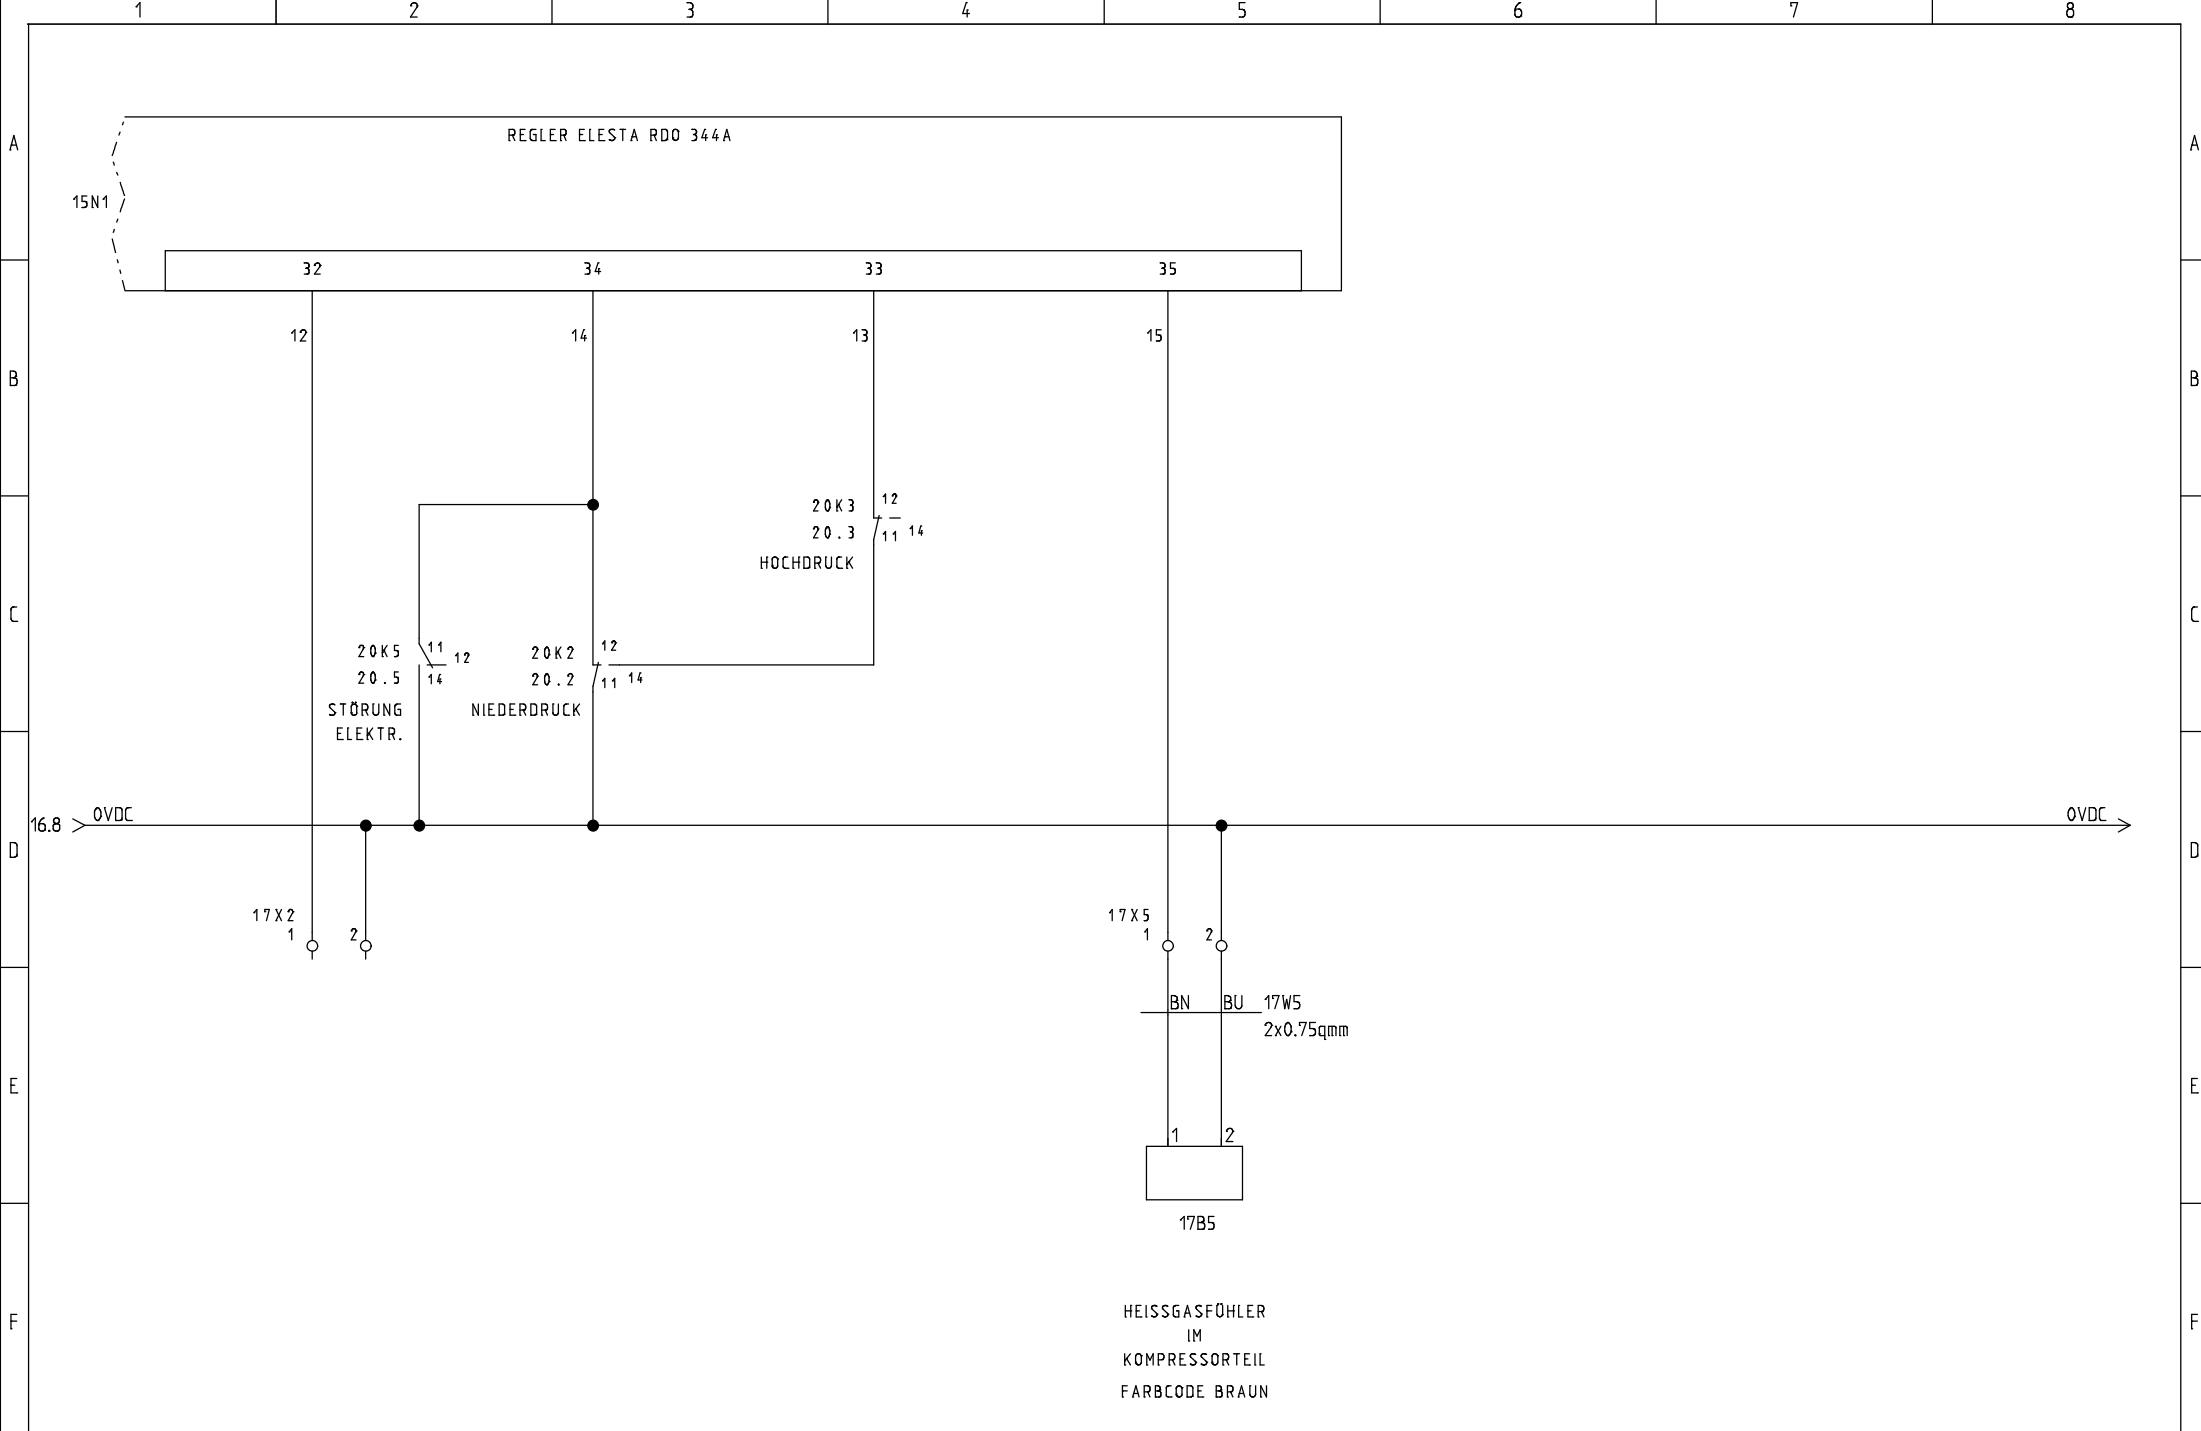 1 2 3 4 5 6 7 8
A A
REGLER ELESTA RDO 344A
15N1
32 34 33 35
12 14 13 15
B B
20K3 12
20.3 11 14
HOCHDRUCK
C C
20K5 11 12
20.5 14
STÖRUNG
ELEKTR.
20K2 12
20.2 11 14
NIEDERDRUCK
16.8 0VDC 0VDC
D D
17X2
1 2
17X5
1 2
BN BU 17W5
2x0.75qmm
E E
1 2
17B5
F F
HEISSGASFÜHLER
IM
KOMPRESSORTEIL
FARBCODE BRAUN